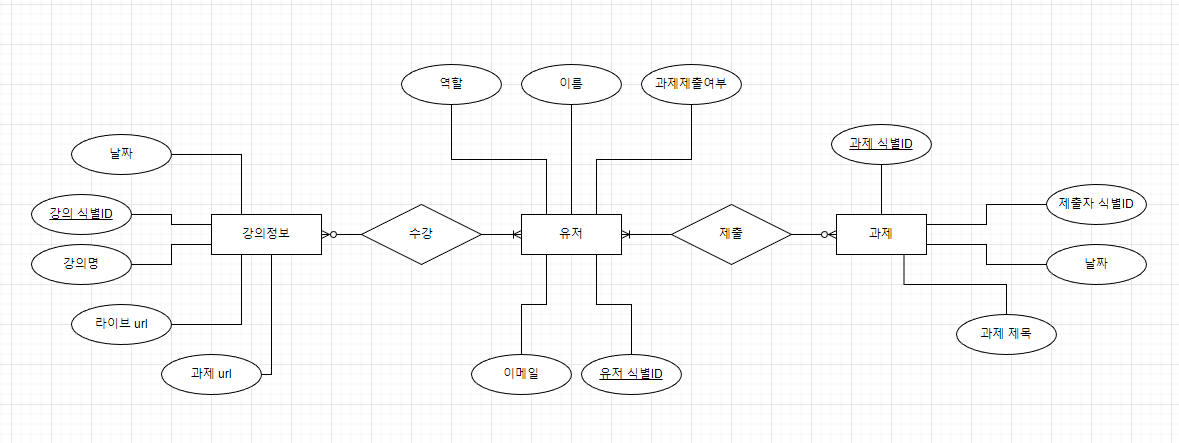 역할
이름
과제제출여부
날짜
과제 식별ID
강의 식별ID
제출자 식별ID
강의정보
수강
유저
제출
과제
강의명
날짜
라이브 url
과제 제목
과제 url
이메일
유저 식별ID